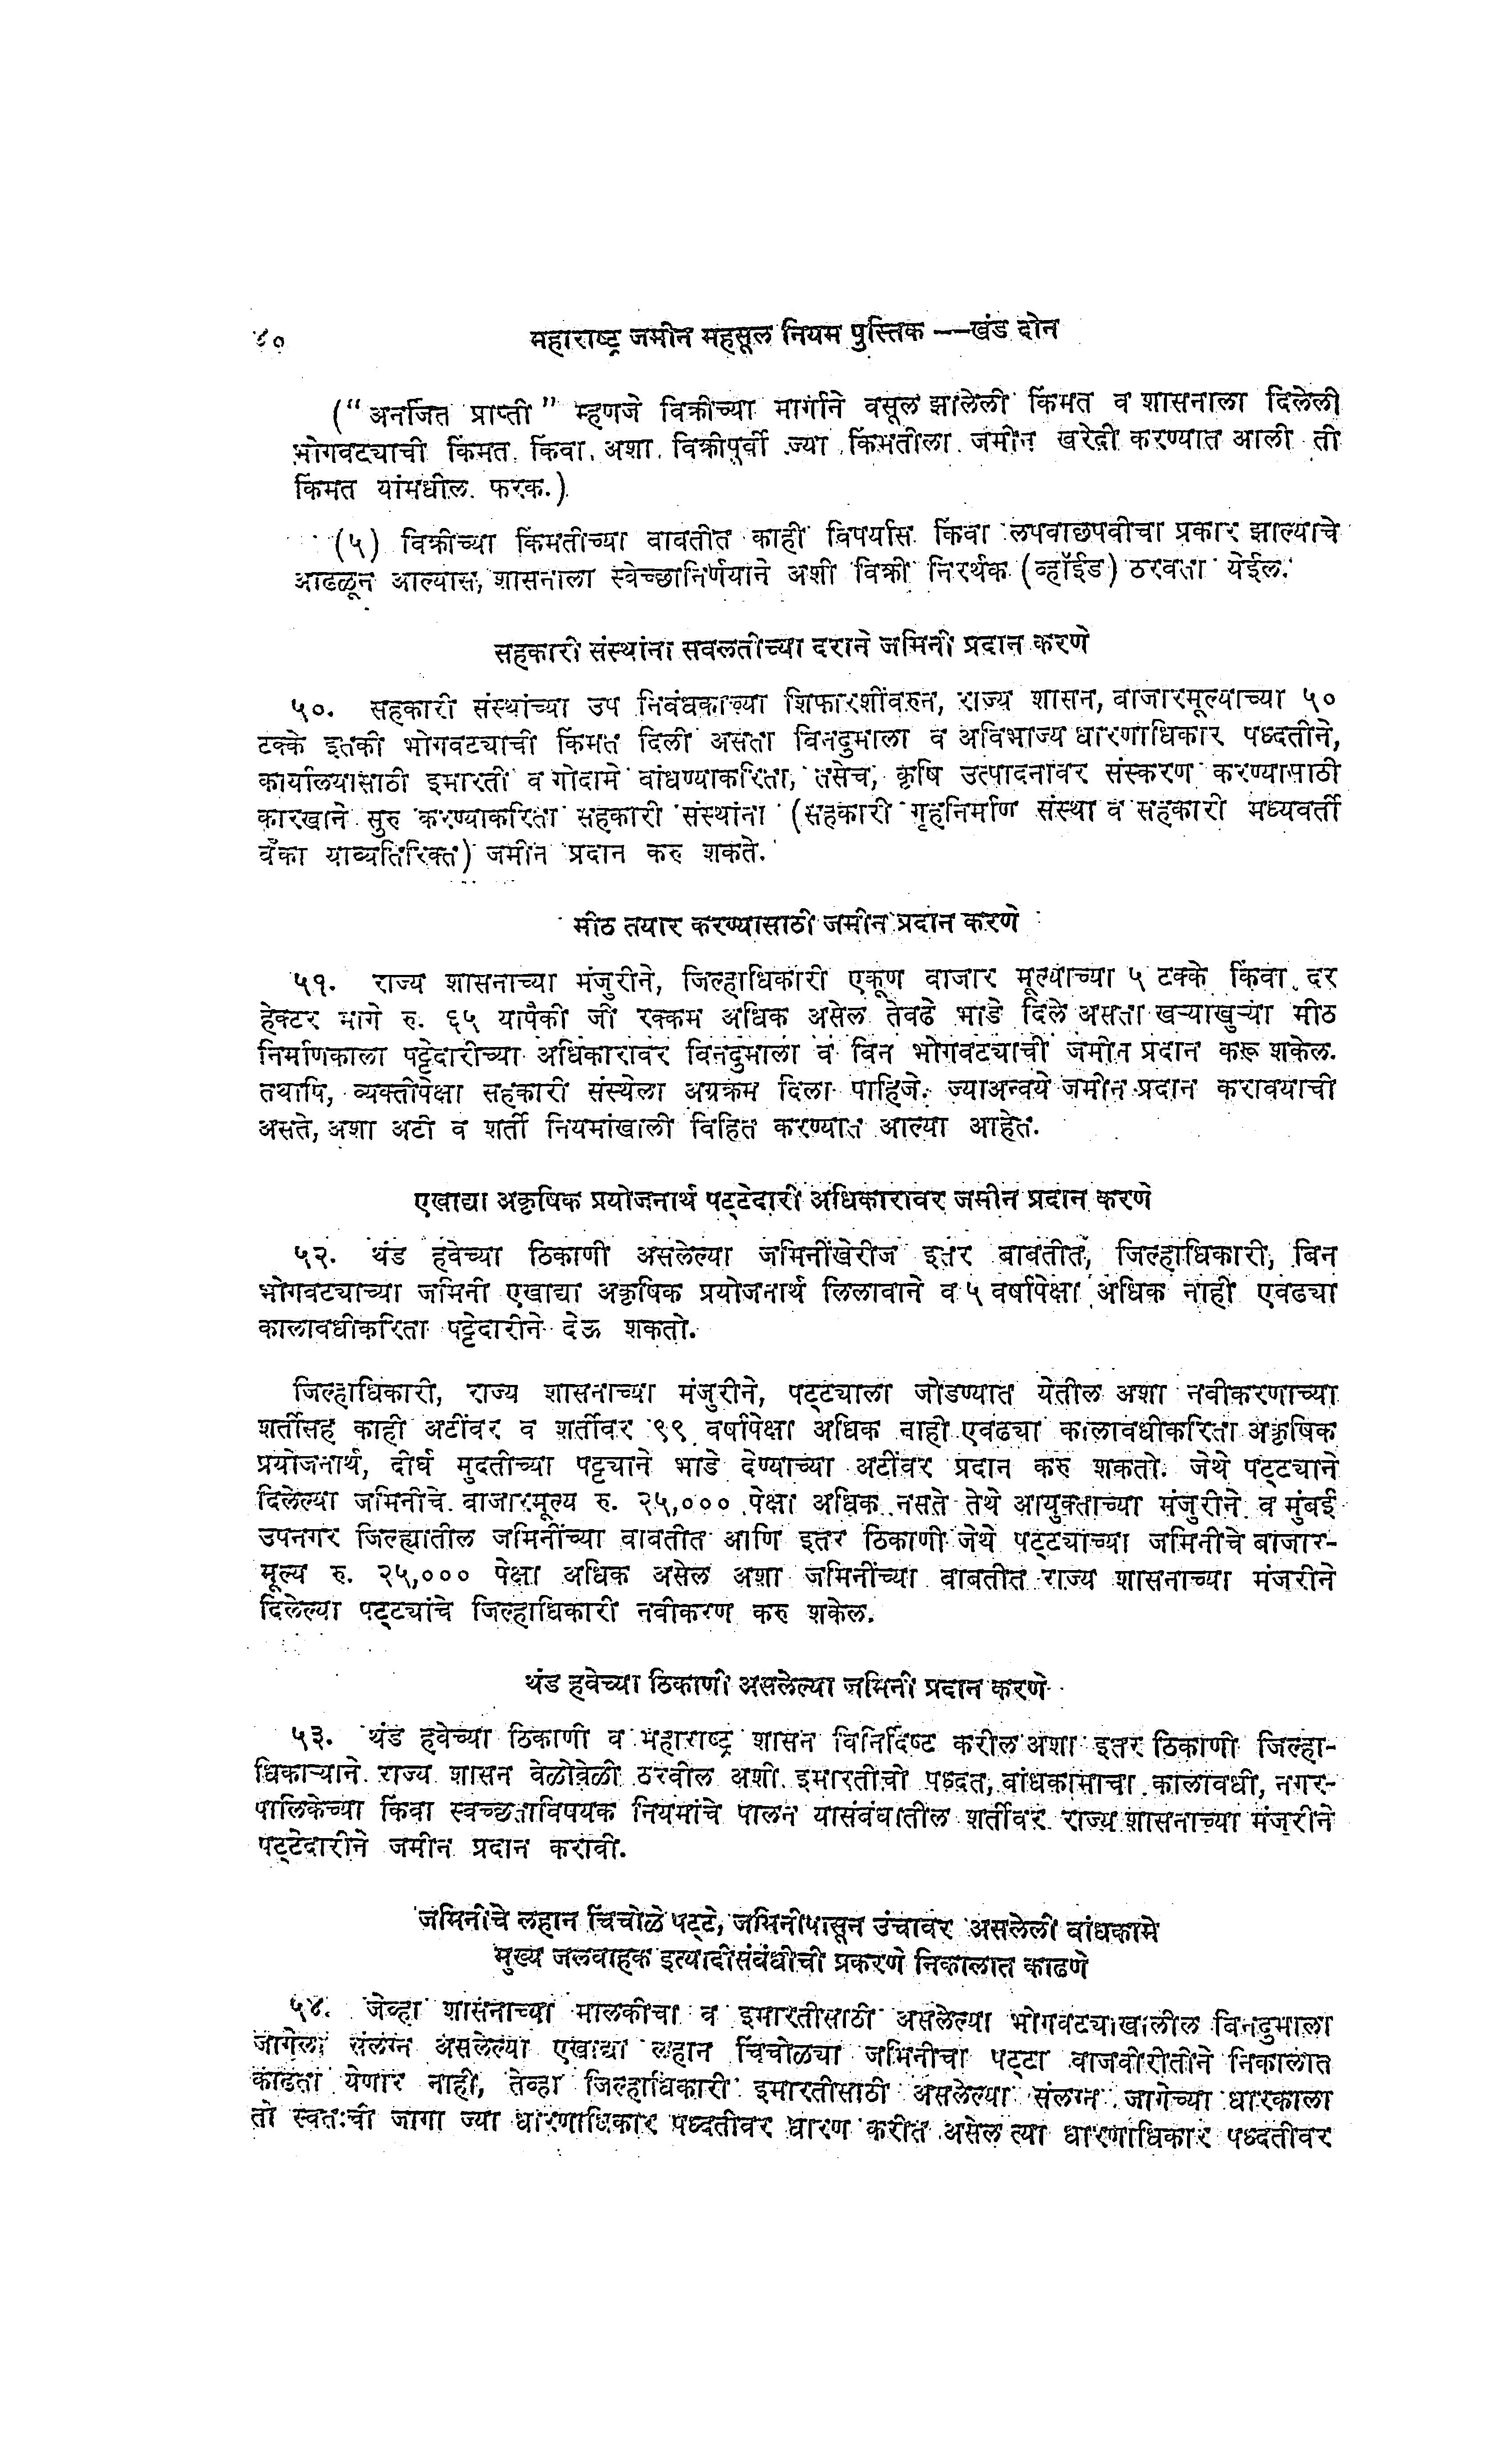 ४०
महाराष्ट्र जमीन महसूल नियम पुस्तिक — खंड दोन
(“अनर्जित प्राप्ती” म्हणजे विक्रीच्या मार्गाने वसूल झालेली किंमत व शासनाला दिलेली
भोगवट्याची किंमत किंवा अशा विक्रीपूर्वी ज्या किंमतीला जमीन खरेदी करण्यात आली ती
किंमत यांमधील फरक.)
(५) विक्रीच्या किंमतीच्या बाबतीत काही विपर्यास किंवा लपवाछपवीचा प्रकार झाल्याचे
आढळून आल्यास, शासनाला स्वेच्छानिर्णयाने अशी विक्री निरर्थक (व्हॉईड) ठरवता येईल.
सहकारी संस्थांना सवलतीच्या दराने जमिनी प्रदान करणे
५०. सहकारी संस्थांच्या उप निबंधकाच्या शिफारशींवरुन, राज्य शासन, बाजारमूल्याच्या ५०
टक्के इतकी भोगवट्याची किंमत दिली असता बिनदुमाला व अविभाज्य धारणाधिकार पध्दतीने,
कार्यालयासाठी इमारती व गोदामे बांधण्याकरिता, तसेच, कृषि उत्पादनावर संस्करण करण्यासाठी
कारखाने सुरु करण्याकरिता सहकारी संस्थांना (सहकारी गृहनिर्माण संस्था व सहकारी मध्यवर्ती
बँका याव्यतिरिक्त) जमीन प्रदान करु शकते.
मीठ तयार करण्यासाठी जमीन प्रदान करणे
५१. राज्य शासनाच्या मंजुरीने, जिल्हाधिकारी एकूण बाजार मूल्याच्या ५ टक्के किंवा दर
हेक्टर मागे रु. ६५ यापैकी जी रक्कम अधिक असेल तेवढे भाडे दिले असता खऱ्याखुऱ्या मीठ
निर्माणकाला पट्टेदारीच्या अधिकारावर बिनदुमाला व बिन भोगवट्याची जमीन प्रदान करू शकेल.
तथापि, व्यक्तीपेक्षा सहकारी संस्थेला अग्रक्रम दिला पाहिजे. ज्याअन्वये जमीन प्रदान करावयाची
असते, अशा अटी व शर्ती नियमांखाली विहित करण्यात आल्या आहेत.
एखाद्या अकृषिक प्रयोजनार्थ पट्टेदारी अधिकारावर जमीन प्रदान करणे
५२. थंड हवेच्या ठिकाणी असलेल्या जमिनींखेरीज इतर बाबतीत, जिल्हाधिकारी, बिन
भोगवट्याच्या जमिनी एखाद्या अकृषिक प्रयोजनार्थ लिलावाने व ५ वर्षापेक्षा अधिक नाही एवढ्या
कालावधीकरिता पट्टेदारीने देऊ शकतो.
जिल्हाधिकारी, राज्य शासनाच्या मंजुरीने, पट्ट्याला जोडण्यात येतील अशा नवीकरणाच्या
शर्तीसह काही अटींवर व शर्तीवर ९९ वर्षापेक्षा अधिक नाही एवढ्या कालावधीकरिता अकृषिक
प्रयोजनार्थ, दीर्घ मुदतीच्या पट्ट्याने भाडे देण्याच्या अटींवर प्रदान करु शकतो. जेथे पट्ट्याने
दिलेल्या जमिनीचे बाजारमूल्य रु. २५,००० पेक्षा अधिक नसते तेथे आयुक्ताच्या मंजुरीने व मुंबई
उपनगर जिल्ह्यातील जमिनींच्या बाबतीत आणि इतर ठिकाणी जेथे पट्ट्याच्या जमिनीचे बाजार-
मूल्य रु. २५,००० पेक्षा अधिक असेल अशा जमिनींच्या बाबतीत राज्य शासनाच्या मंजरीने
दिलेल्या पट्ट्यांचे जिल्हाधिकारी नवीकरण करु शकेल.
थंड हवेच्या ठिकाणी असलेल्या जमिनी प्रदान करणे
५३. थंड हवेच्या ठिकाणी व महाराष्ट्र शासन विनिर्दिष्ट करील अशा इतर ठिकाणी जिल्हा-
धिकाऱ्याने राज्य शासन वेळोवेळी ठरवील अशी इमारतीची पध्दत, बांधकामाचा कालावधी, नगर-
पालिकेच्या किंवा स्वच्छताविषयक नियमांचे पालन यासंबंधातील शर्तीवर राज्य शासनाच्या मंजुरीने
पट्टेदारीने जमीन प्रदान करावी.
जमिनीचे लहान चिंचोळे पट्टे, जमिनीपासून उंचावर असलेली बांधकामे
मुख्य जलवाहक इत्यादीसंबंधीची प्रकरणे निकालात काढणे
५४. जेव्हा शासनाच्या मालकीचा व इमारतीसाठी असलेल्या भोगवट्याखालील बिनदुमाला
जागेला संलग्न असलेल्या एखाद्या लहान चिंचोळ्या जमिनीचा पट्टा वाजवीरीतीने निकालात
काढता येणार नाही, तेव्हा जिल्हाधिकारी इमारतीसाठी असलेल्या संलग्न जागेच्या धारकाला
तो स्वतःची जागा ज्या धारणाधिकार पध्दतीवर धारण करीत असेल त्या धारणाधिकार पध्दतीवर